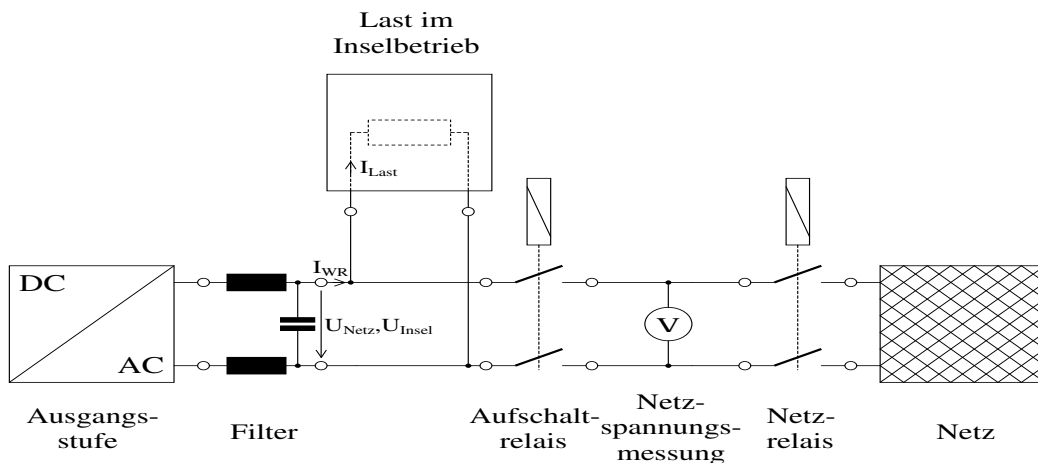 Last im
Inselbetrieb
I_Last
DC
AC
I_WR
U_Netz,U_Insel
V
Ausgangs-
stufe
Filter
Aufschalt-
relais
Netz-
spannungs-
messung
Netz-
relais
Netz